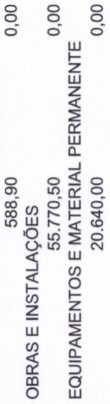 588,90 0,00
OBRAS E INSTALAÇÕES
55.770,50 0,00
EQUIPAMENTOS E MATERIAL PERMANENTE
20.640,00 0,00